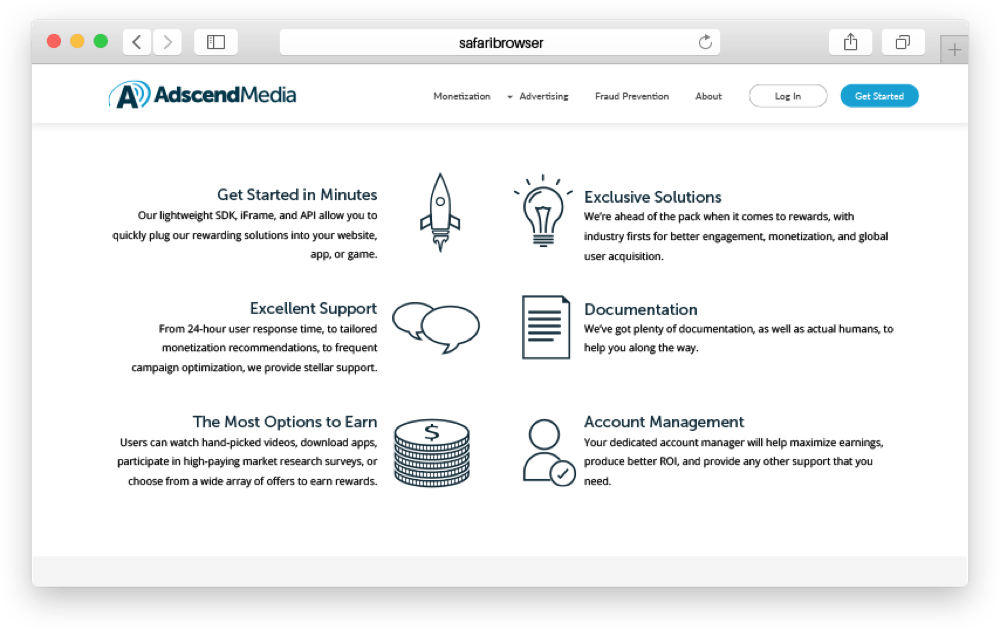 safaribrowser
AdscendMedia
Monetization Advertising Fraud Prevention About Log In Get Started
Get Started in Minutes
Our lightweight SDK, iFrame, and API allow you to
quickly plug our rewarding solutions into your website,
app, or game.
Exclusive Solutions
We're ahead of the pack when it comes to rewards, with
industry firsts for better engagement, monetization, and global
user acquisition.
Excellent Support
From 24-hour user response time, to tailored
monetization recommendations, to frequent
campaign optimization, we provide stellar support.
Documentation
We've got plenty of documentation, as well as actual humans, to
help you along the way.
The Most Options to Earn
Users can watch hand-picked videos, download apps,
participate in high-paying market research surveys, or
choose from a wide array of offers to earn rewards.
$
Account Management
Your dedicated account manager will help maximize earnings,
produce better ROI, and provide any other support that you
need.